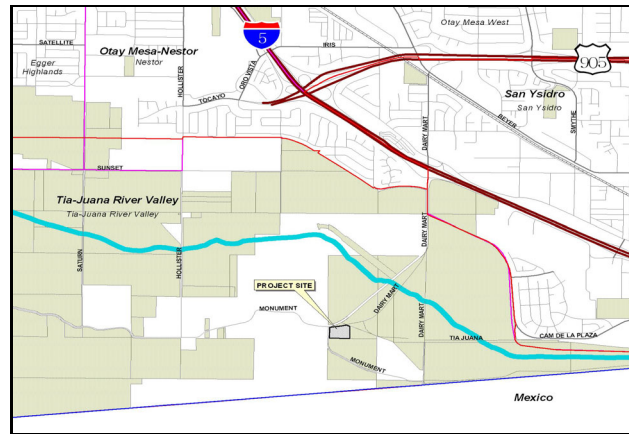 Otay Mesa West
5
IRIS
SATELLITE
Otay Mesa-Nestor
Nestor
905
Egger
Highlands
HOLLISTER
ORO VISTA
TOCAYO
San Ysidro
San Ysidro
BEYER
SMYTHE
DAIRY MART
SUNSET
Tia-Juana River Valley
Tia-Juana River Valley
SATURN
HOLLISTER
DAIRY MART
PROJECT SITE
MONUMENT
DAIRY MART
DAIRY MART
TIA JUANA
CAM DE LA PLAZA
MONUMENT
Mexico